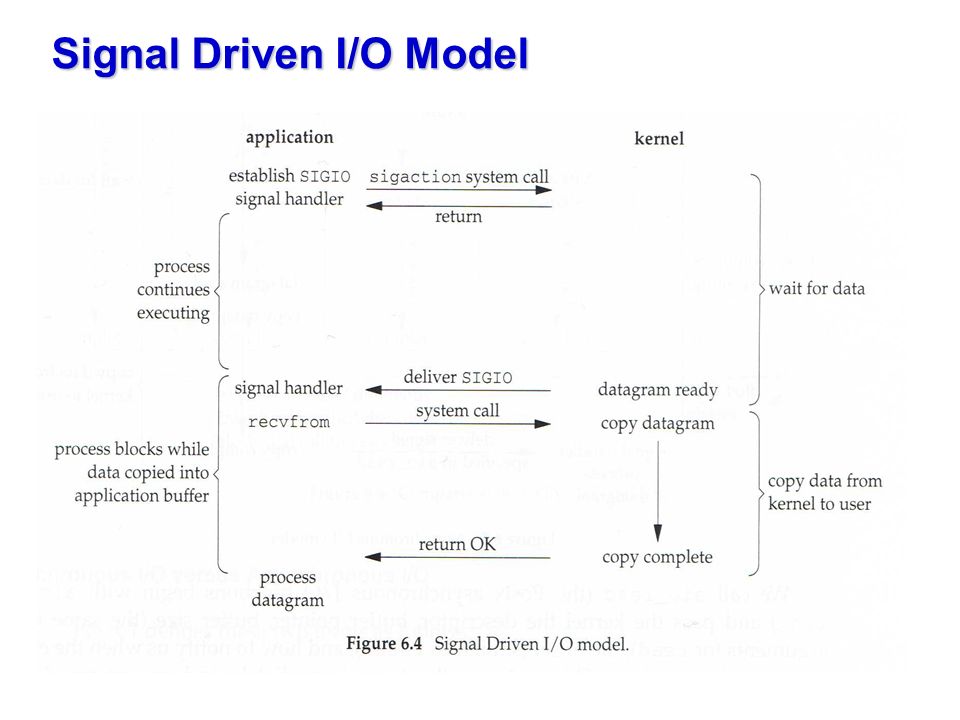 Signal Driven I/O Model
application
kernel
establish SIGIO
signal handler
sigaction system call
return
process
continues
executing
wait for data
signal handler
deliver SIGIO
datagram ready
recvfrom
system call
copy datagram
process blocks while
data copied into
application buffer
copy data from
kernel to user
return OK
copy complete
process
datagram
Figure 6.4 Signal Driven I/O model.